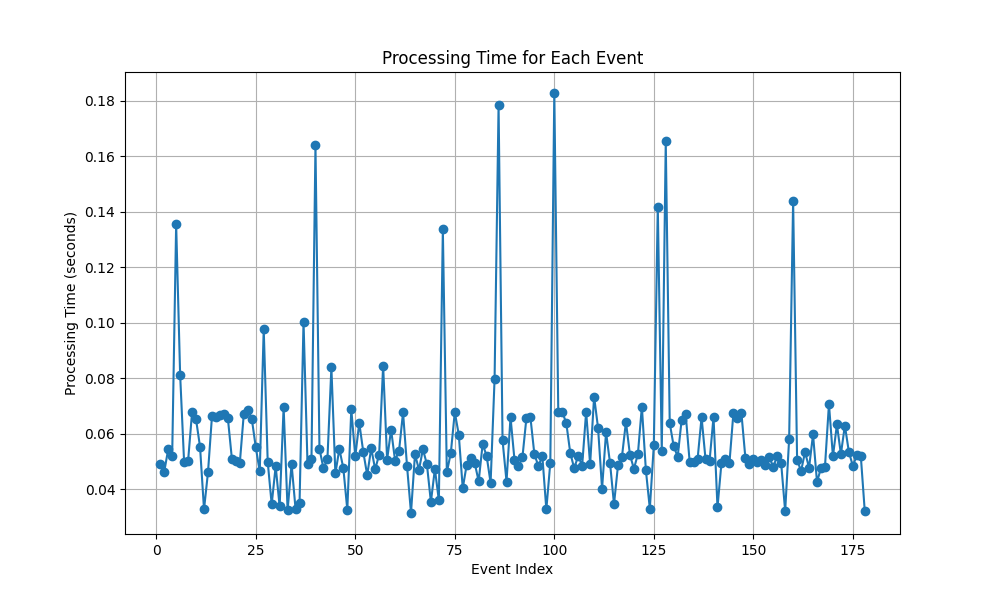 Processing Time for Each Event
Processing Time (seconds)
0.18
0.16
0.14
0.12
0.10
0.08
0.06
0.04
0 25 50 75 100 125 150 175
Event Index